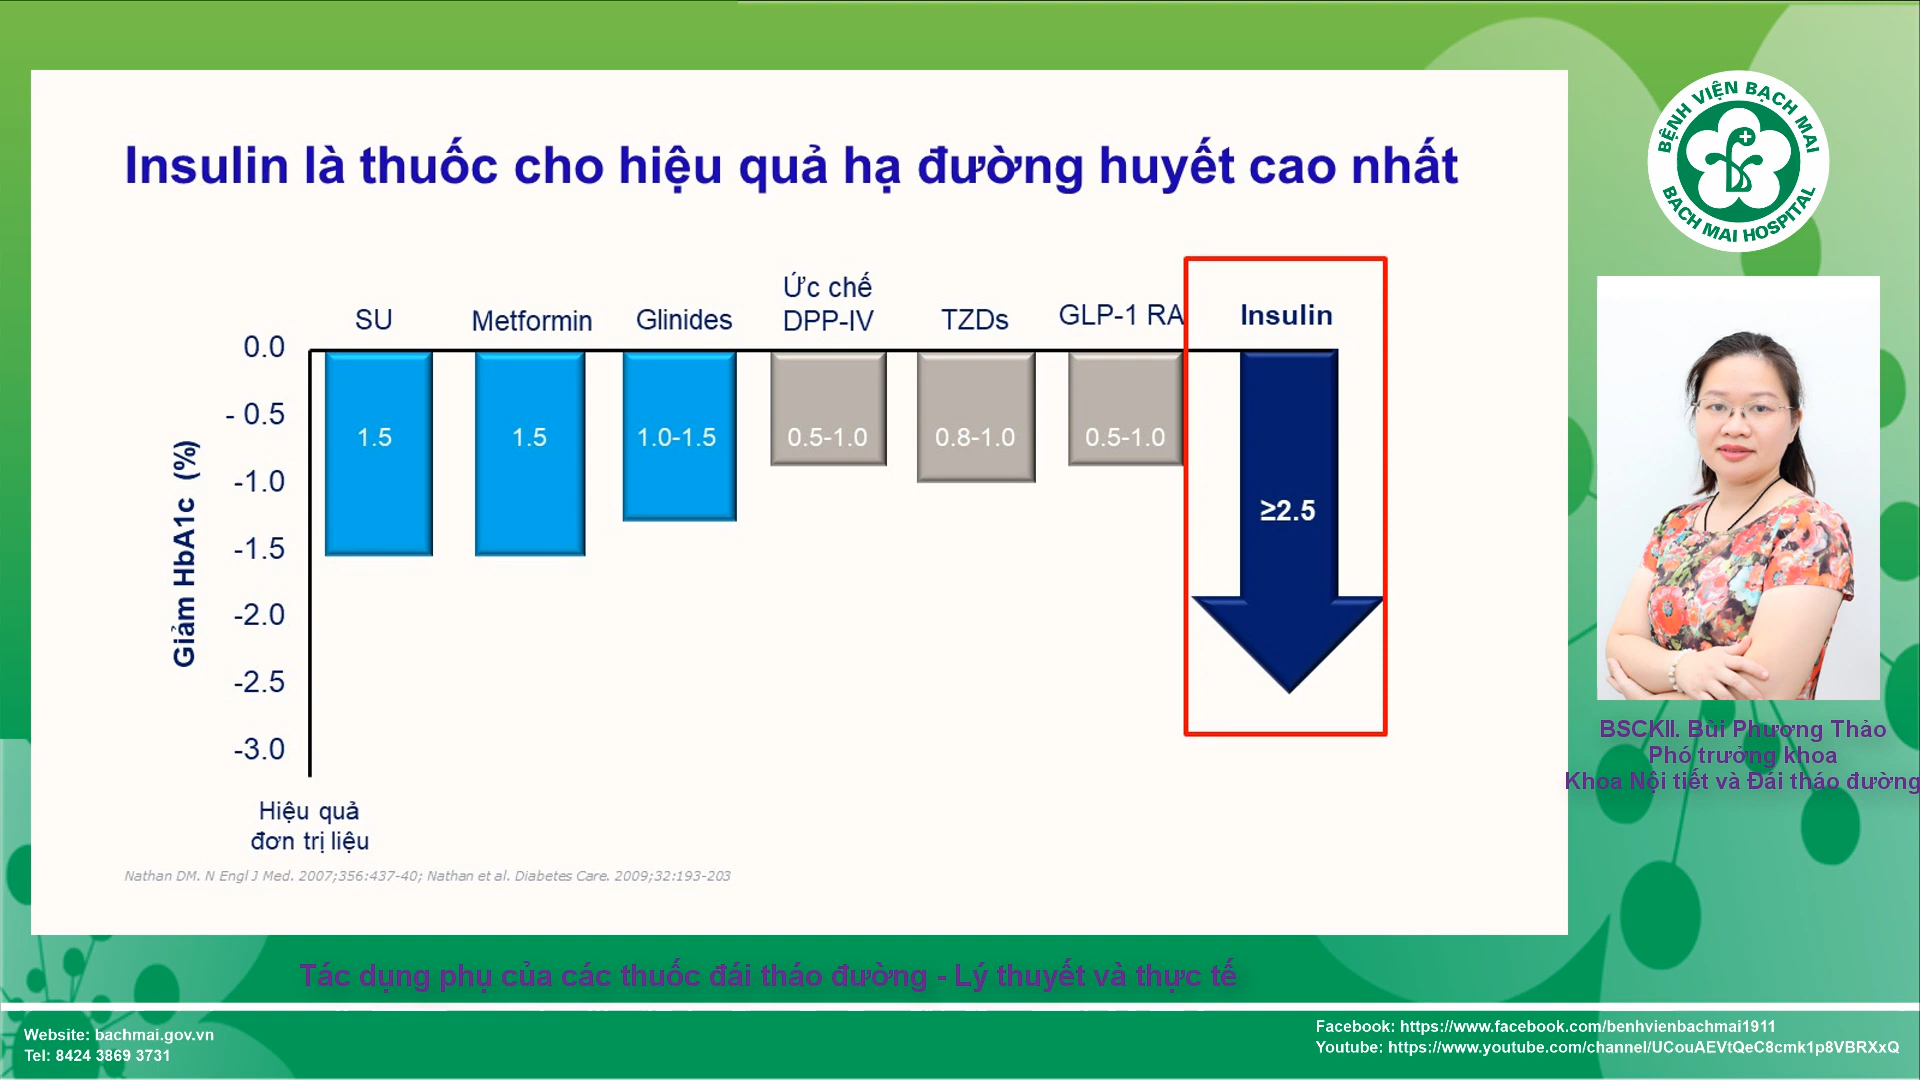 BỆNH VIỆN BẠCH MAI
BACH MAI HOSPITAL
Insulin là thuốc cho hiệu quả hạ đường huyết cao nhất
SU
Metformin
Glinides
Ức chế
DPP-IV
TZDs
GLP-1 RA
Insulin
0.0
- 0.5
-1.0
-1.5
-2.0
-2.5
-3.0
Giảm HbA1c (%)
1.5
1.5
1.0-1.5
0.5-1.0
0.8-1.0
0.5-1.0
≥2.5
Hiệu quả
đơn trị liệu
Nathan DM. N Engl J Med. 2007;356:437-40; Nathan et al. Diabetes Care. 2009;32:193-203
BSCKII. Bùi Phương Thảo
Phó trưởng khoa
Khoa Nội tiết và Đái tháo đường
Tác dụng phụ của các thuốc đái tháo đường - Lý thuyết và thực tế
Website: bachmai.gov.vn
Tel: 8424 3869 3731
Facebook: https://www.facebook.com/benhvienbachmai1911
Youtube: https://www.youtube.com/channel/UCouAEVtQeC8cmk1p8VBRXxQ